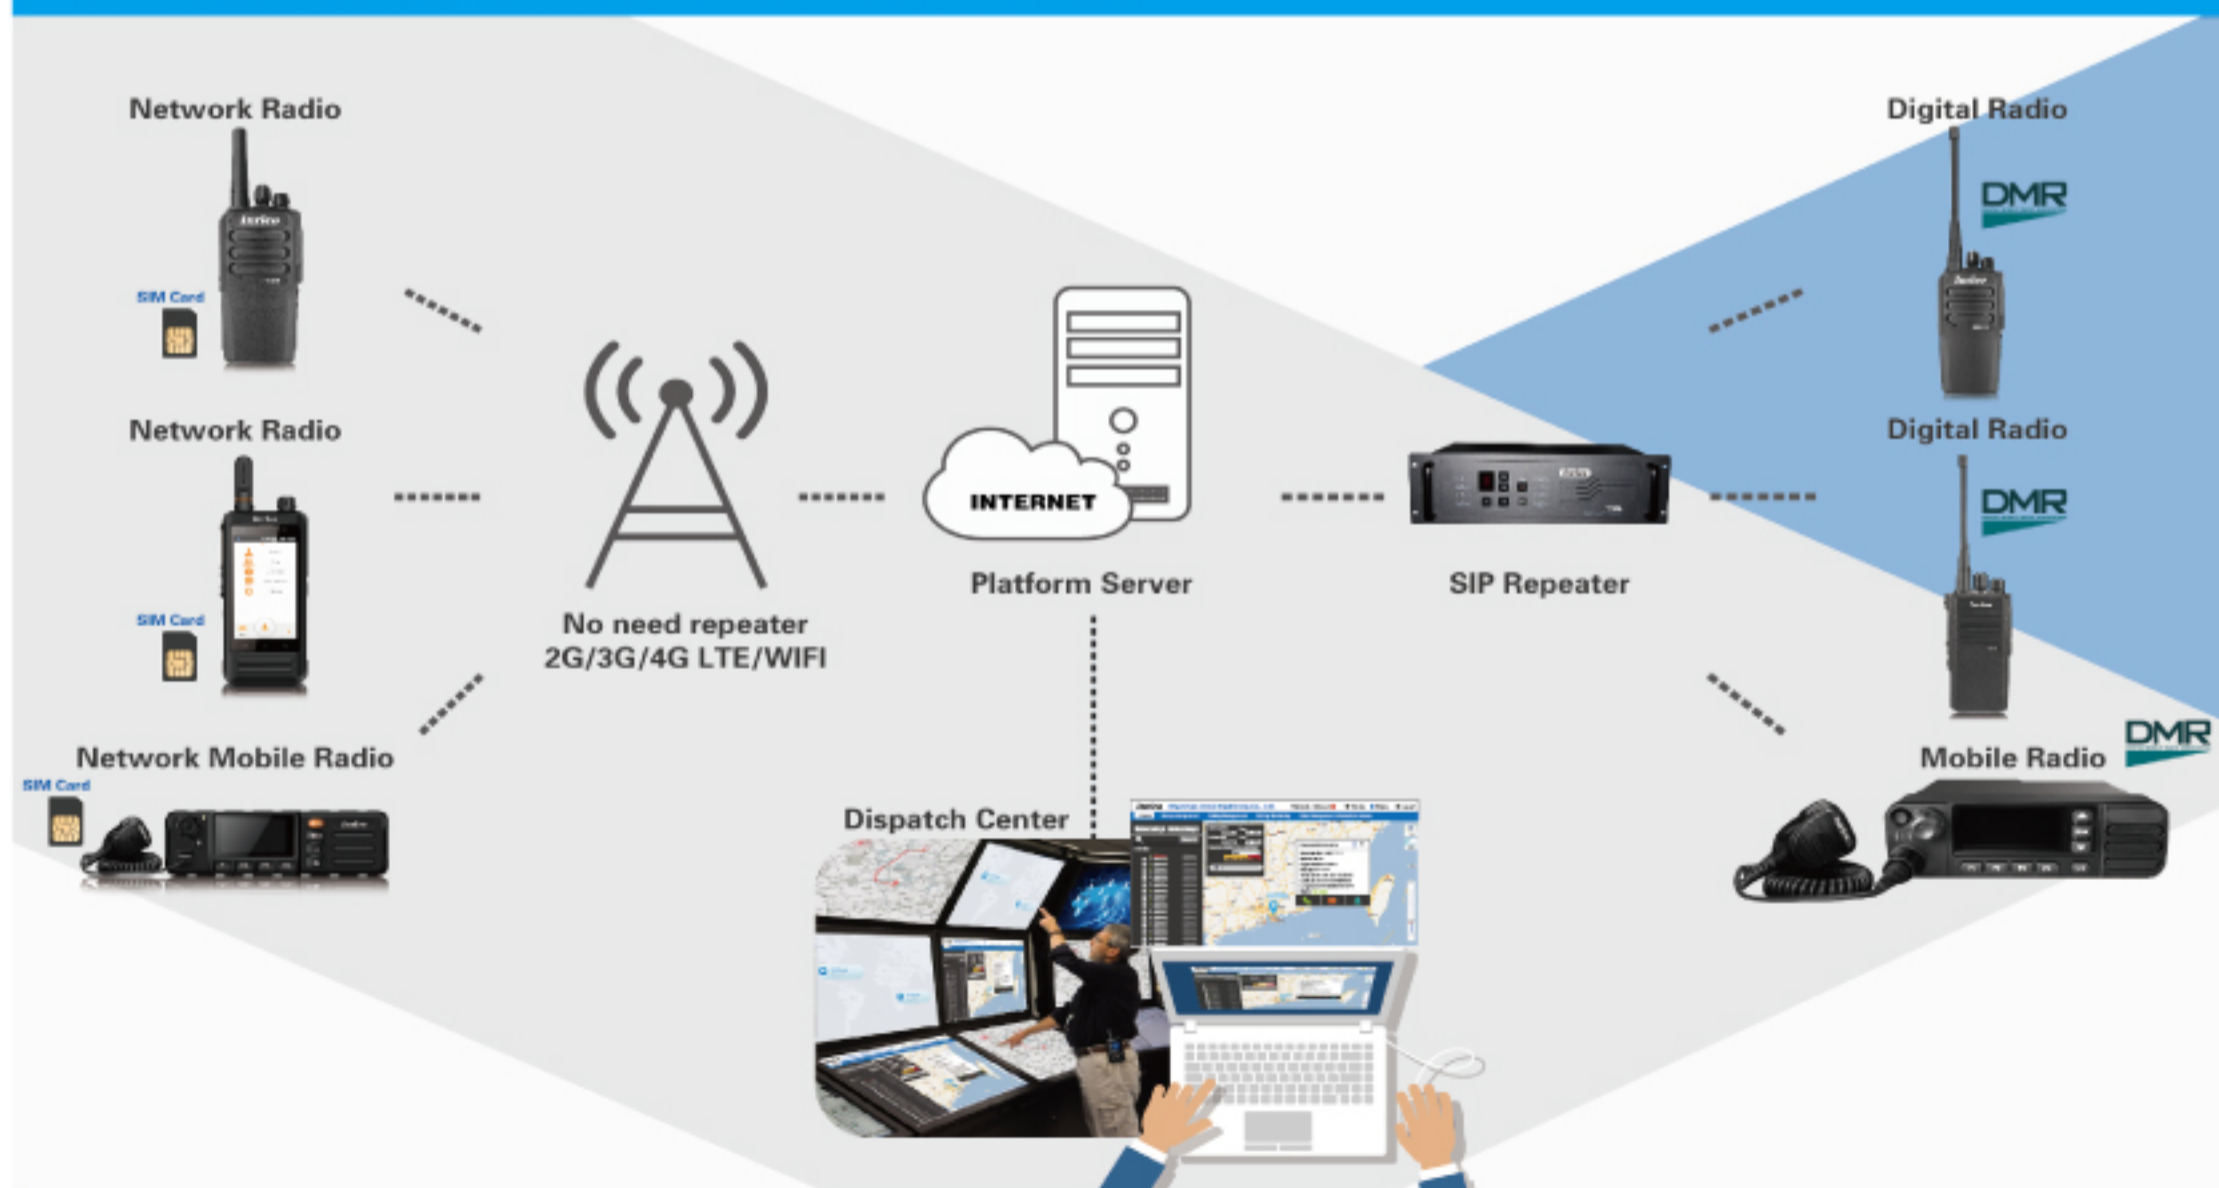 Network Radio
Digital Radio
DMR
Inrico
SIM Card
Network Radio
Digital Radio
DMR
INTERNET
SIM Card
Platform Server
SIP Repeater
No need repeater
2G/3G/4G LTE/WIFI
Network Mobile Radio
SIM Card
DMR
Mobile Radio
Dispatch Center